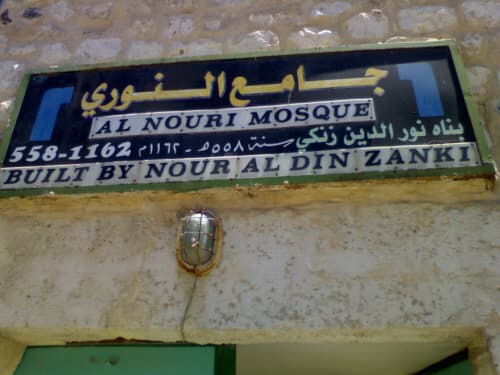 جامع النوري
AL NOURI MOSQUE
بناه نور الدين زنكي سنة ٥٥٨هـ ١١٦٢م
558-1162
BUILT BY NOUR AL DIN ZANKI